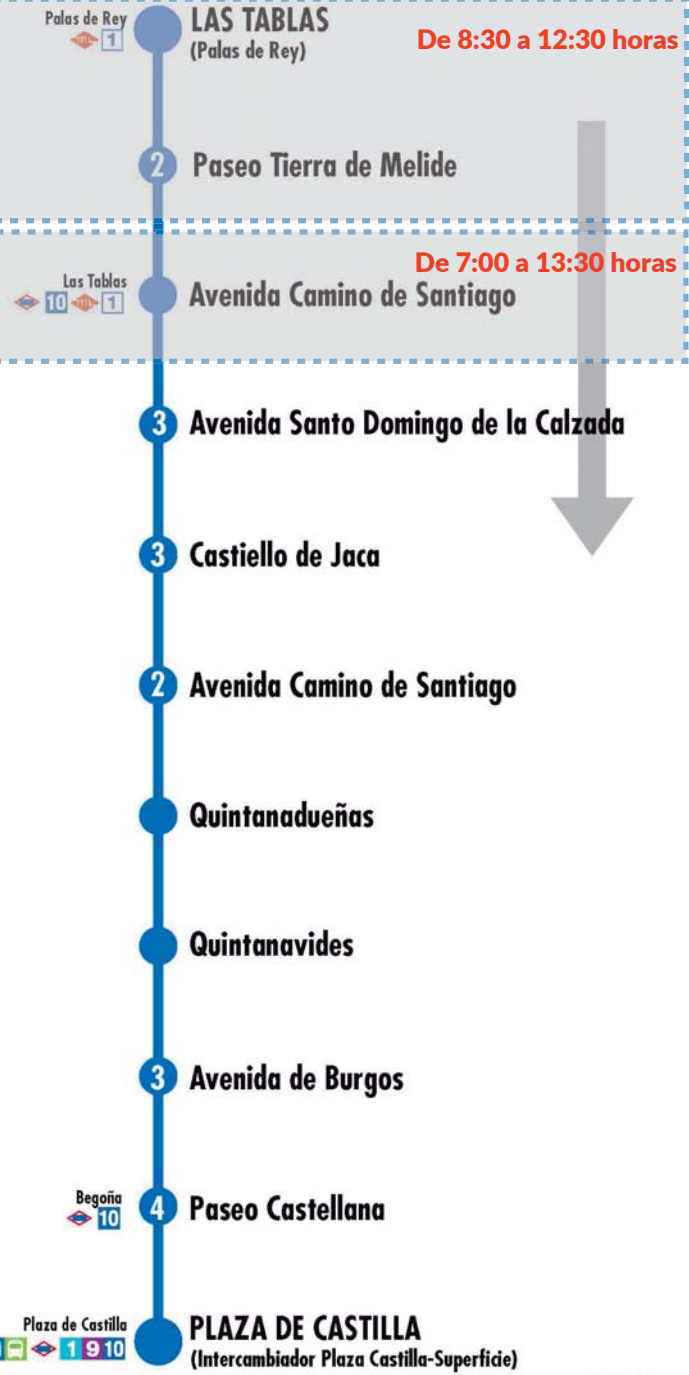 Palas de Rey
ML 1
LAS TABLAS
(Palas de Rey)
De 8:30 a 12:30 horas
2 Paseo Tierra de Melide
De 7:00 a 13:30 horas
Las Tablas
10 ML 1
Avenida Camino de Santiago
3 Avenida Santo Domingo de la Calzada
3 Castiello de Jaca
2 Avenida Camino de Santiago
Quintanadueñas
Quintanavides
3 Avenida de Burgos
Begoña
10
4 Paseo Castellana
Plaza de Castilla
1 9 10
PLAZA DE CASTILLA
(Intercambiador Plaza Castilla-Superficie)